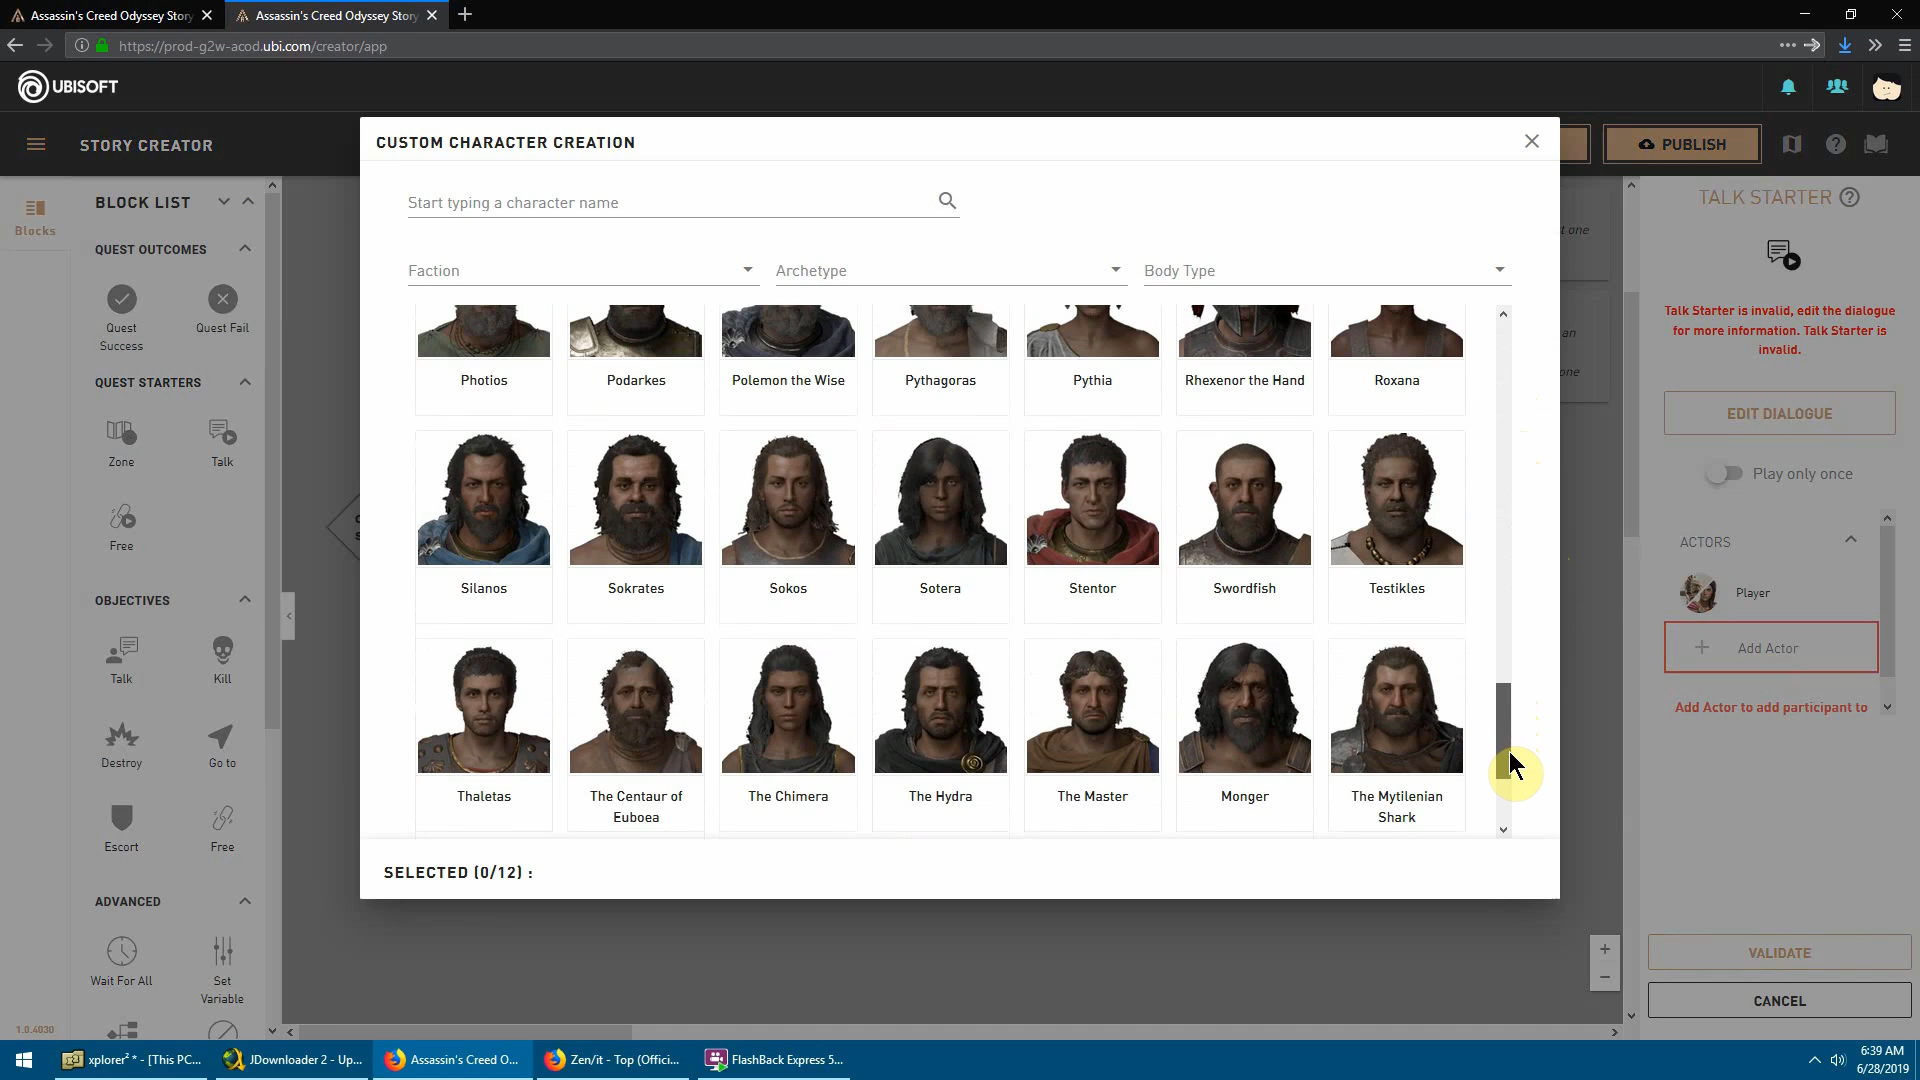 Assassin's Creed Odyssey Story
Assassin's Creed Odyssey Story
https://prod-g2w-acod.ubi.com/creator/app
UBISOFT
STORY CREATOR
PUBLISH
Blocks
BLOCK LIST
QUEST OUTCOMES
Quest Success
Quest Fail
QUEST STARTERS
Zone
Talk
Free
OBJECTIVES
Talk
Kill
Destroy
Go to
Escort
Free
ADVANCED
Wait For All
Set Variable
1.0.4030
CUSTOM CHARACTER CREATION
Start typing a character name
Faction
Archetype
Body Type
Photios
Podarkes
Polemon the Wise
Pythagoras
Pythia
Rhexenor the Hand
Roxana
Silanos
Sokrates
Sokos
Sotera
Stentor
Swordfish
Testikles
Thaletas
The Centaur of Euboea
The Chimera
The Hydra
The Master
Monger
The Mytilenian Shark
SELECTED (0/12) :
one
one
TALK STARTER
Talk Starter is invalid, edit the dialogue
for more information. Talk Starter is
invalid.
EDIT DIALOGUE
Play only once
ACTORS
Player
Add Actor
Add Actor to add participant to
VALIDATE
CANCEL
xplorer² * - [This PC...
JDownloader 2 - Up...
Assassin's Creed O...
Zen/it - Top (Offici...
FlashBack Express 5...
6:39 AM
6/28/2019